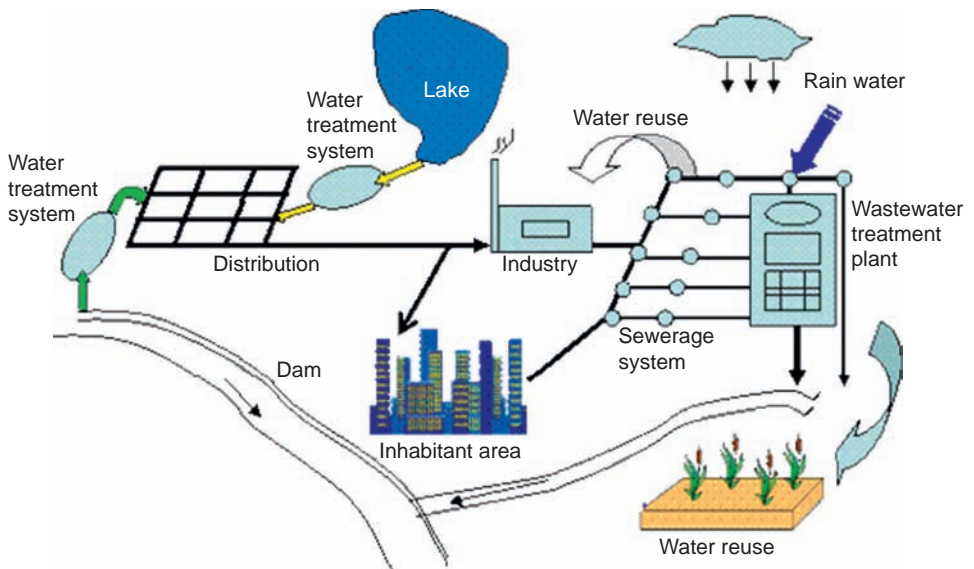 Lake
Rain water
Water
treatment
system
Water reuse
Water
treatment
system
Wastewater
treatment
plant
Distribution
Industry
Sewerage
system
Dam
Inhabitant area
Water reuse